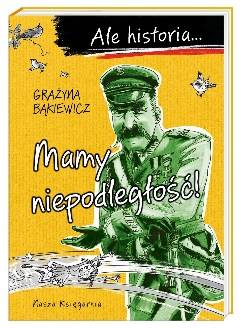 Ale historia...
GRAŻYNA
BĄKIEWICZ
Mamy
niepodległość!
Nasza Księgarnia